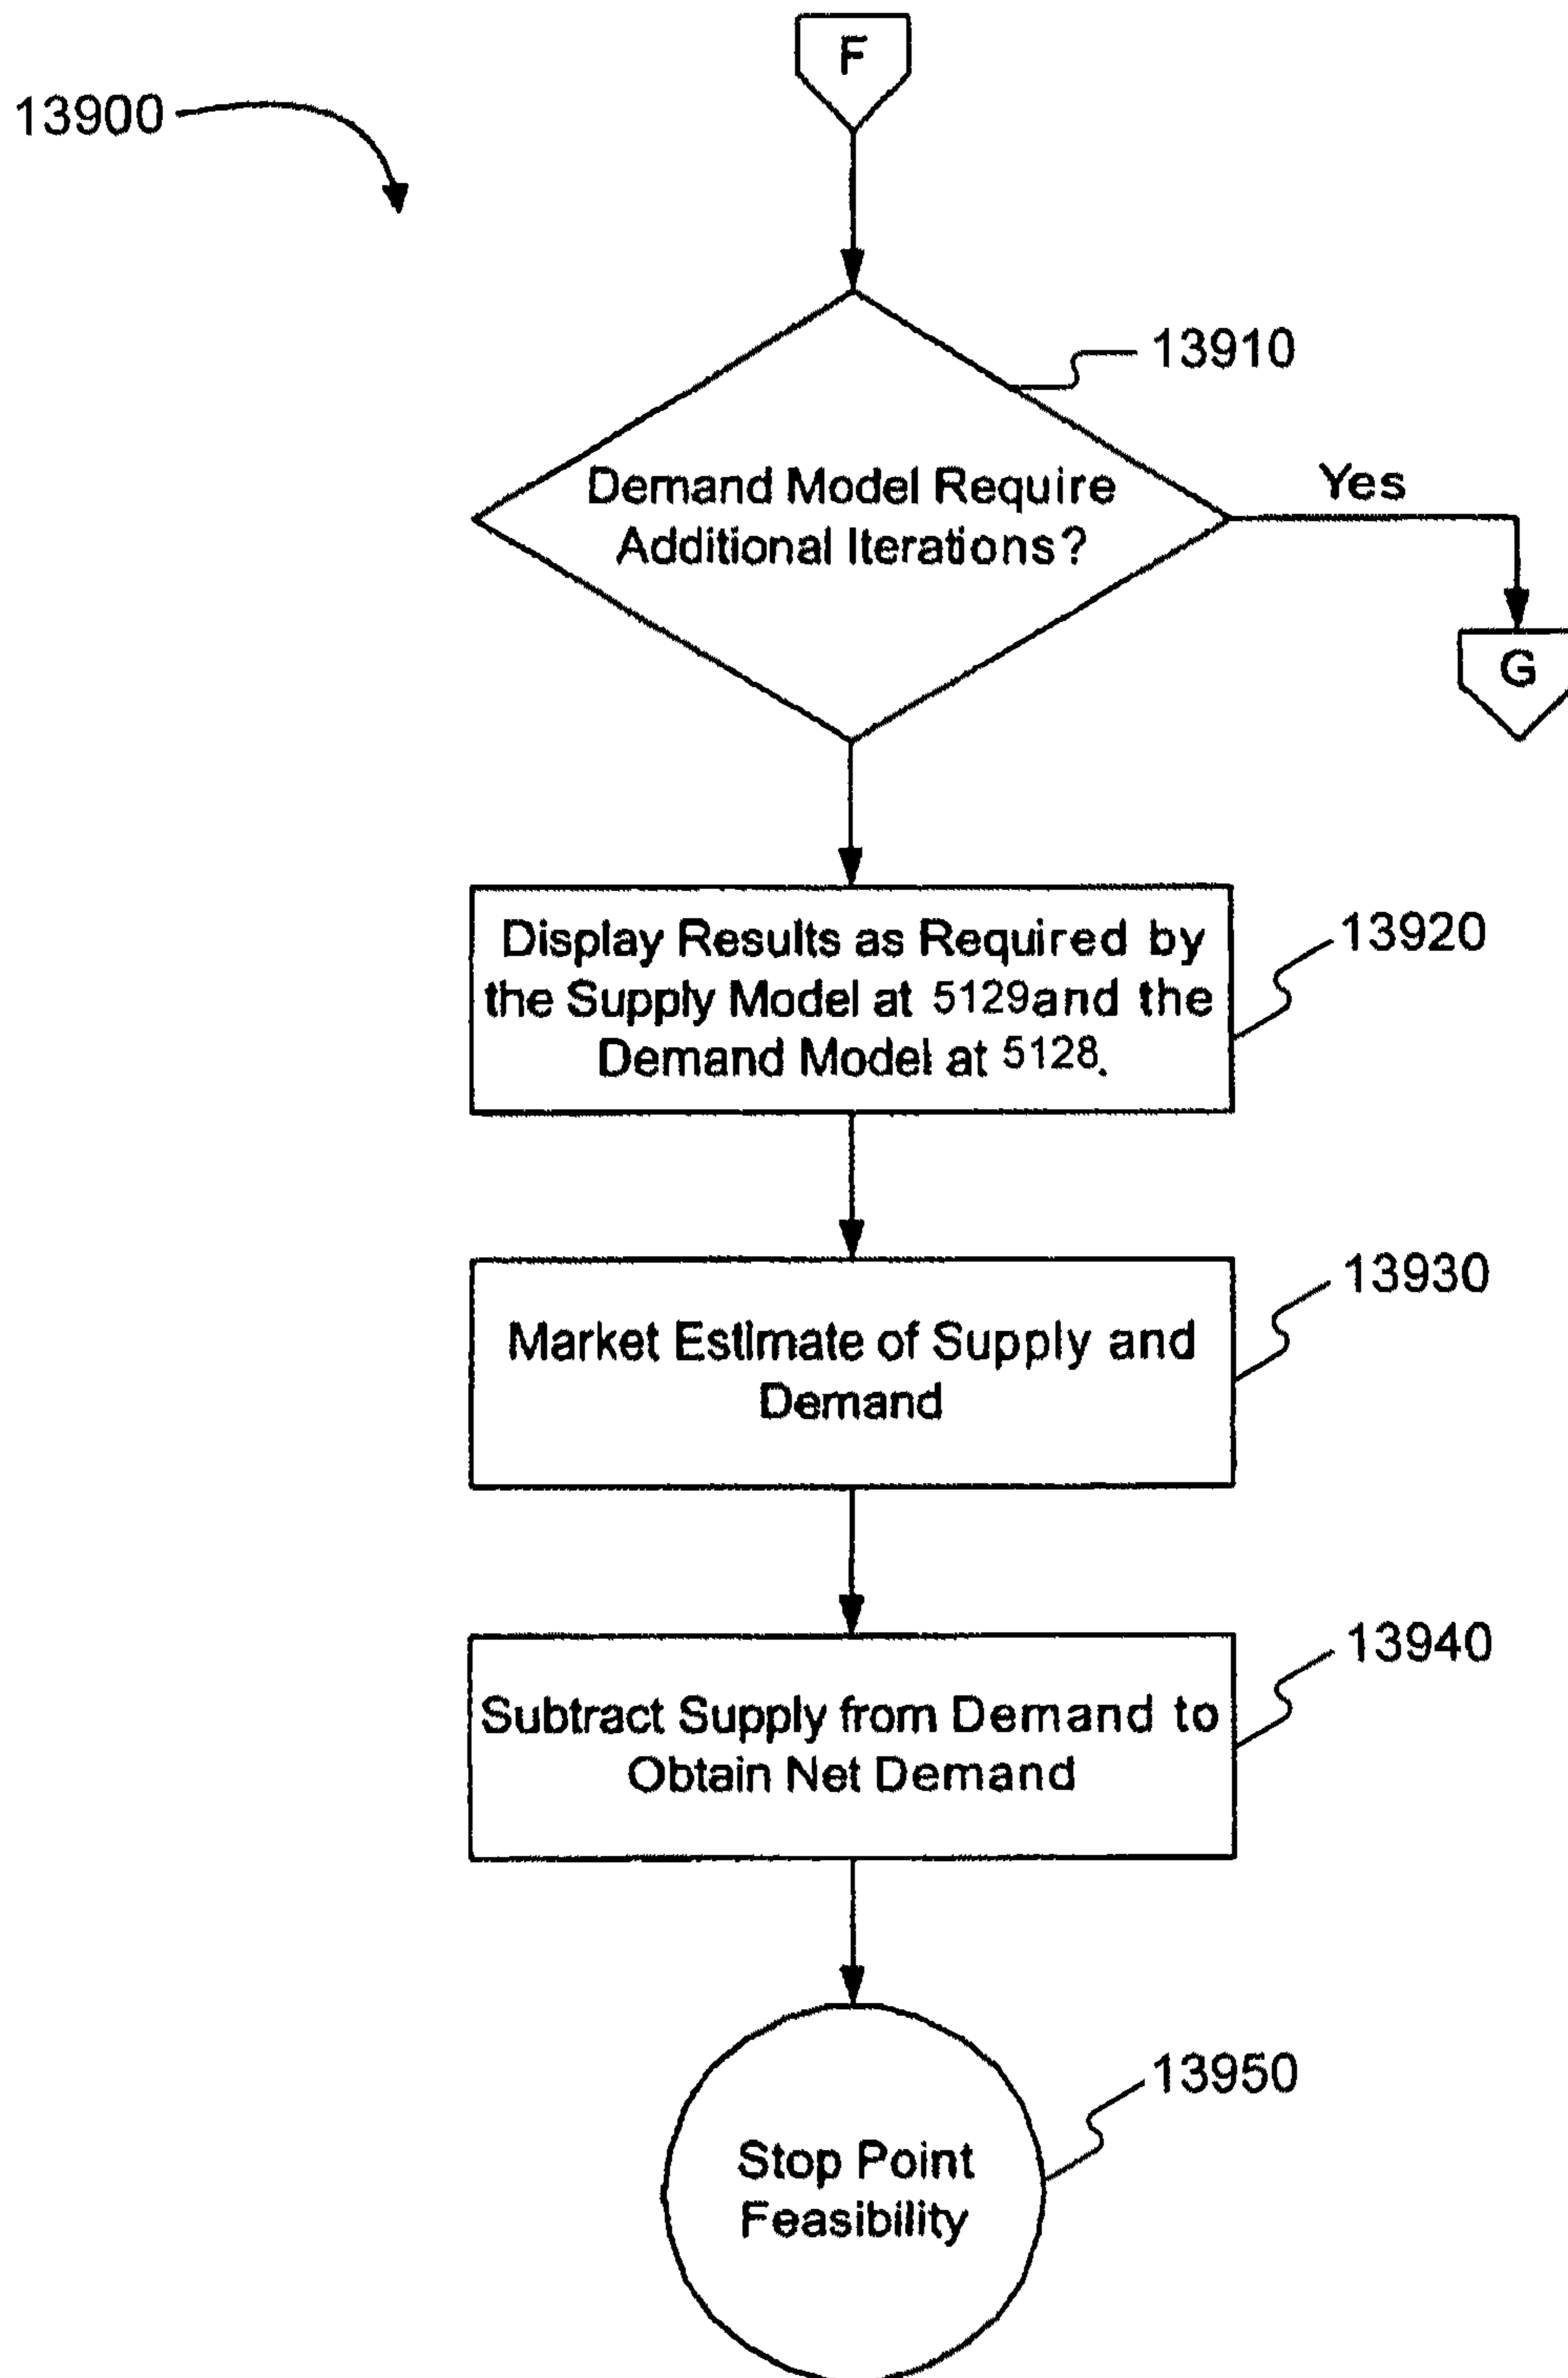 F
13900
13910
Demand Model Require
Additional Iterations?
Yes
G
Display Results as Required by
the Supply Model at 5129and the
Demand Model at 5128.
13920
Market Estimate of Supply and
Demand
13930
Subtract Supply from Demand to
Obtain Net Demand
13940
Stop Point
Feasibility
13950